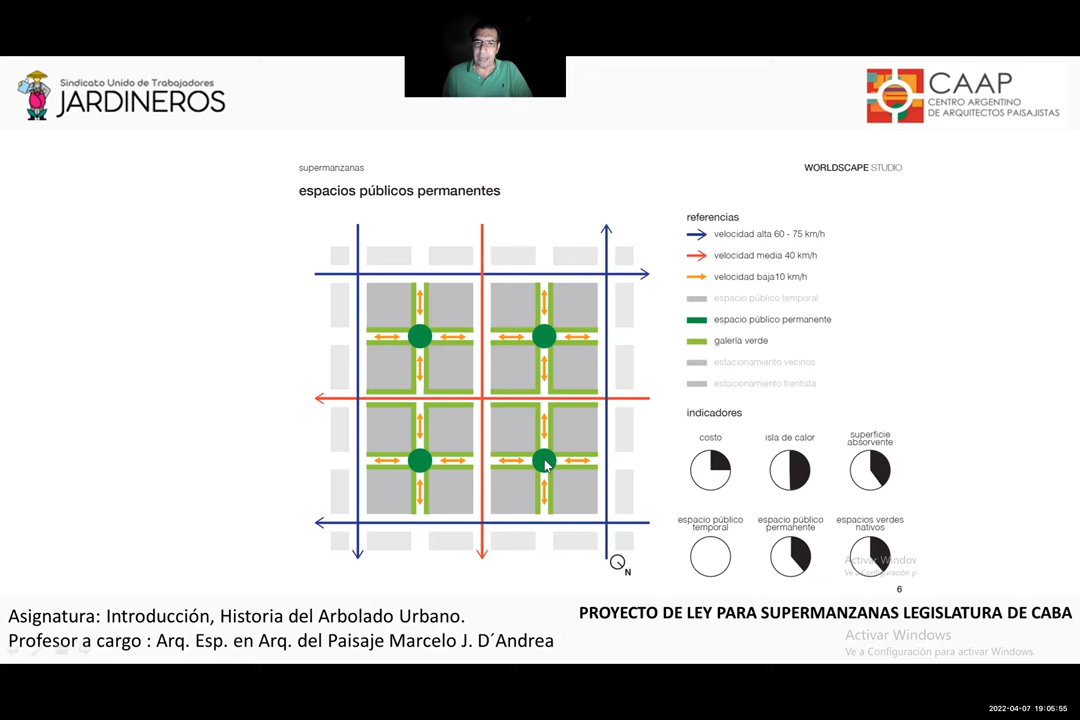 Sindicato Unido de Trabajadores
JARDINEROS
CAAP
CENTRO ARGENTINO
DE ARQUITECTOS PAISAJISTAS
supermanzanas
WORLDSCAPE STUDIO
espacios públicos permanentes
referencias
velocidad alta 60 - 75 km/h
velocidad media 40 km/h
velocidad baja10 km/h
espacio público temporal
espacio público permanente
galería verde
estacionamiento vecinos
estacionamiento frentista
indicadores
costo
isla de calor
superficie
absorvente
espacio público
temporal
espacio público
permanente
espacios verdes
nativos
N
Activar Window
Ve a Configuración p
6
Asignatura: Introducción, Historia del Arbolado Urbano.
PROYECTO DE LEY PARA SUPERMANZANAS LEGISLATURA DE CABA
Profesor a cargo : Arq. Esp. en Arq. del Paisaje Marcelo J. D´Andrea
Activar Windows
Ve a Configuración para activar Windows.
2022-04-07 19:05:55